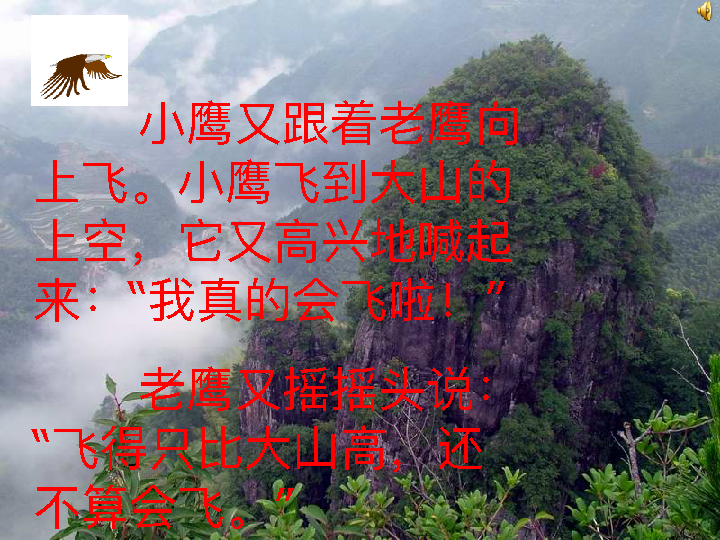 小鹰又跟着老鹰向
上飞。小鹰飞到大山的
上空，它又高兴地喊起
来：“我真的会飞啦！”
老鹰又摇摇头说：
“飞得只比大山高，还
不算会飞。”